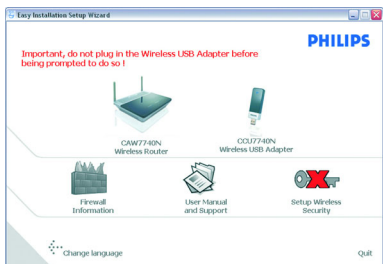 Easy Installation Setup Wizard
PHILIPS
Important, do not plug in the Wireless USB Adapter before
being prompted to do so !
CAW7740N
Wireless Router
CCU7740N
Wireless USB Adapter
Firewall
Information
User Manual
and Support
Setup Wireless
Security
Change language
Quit